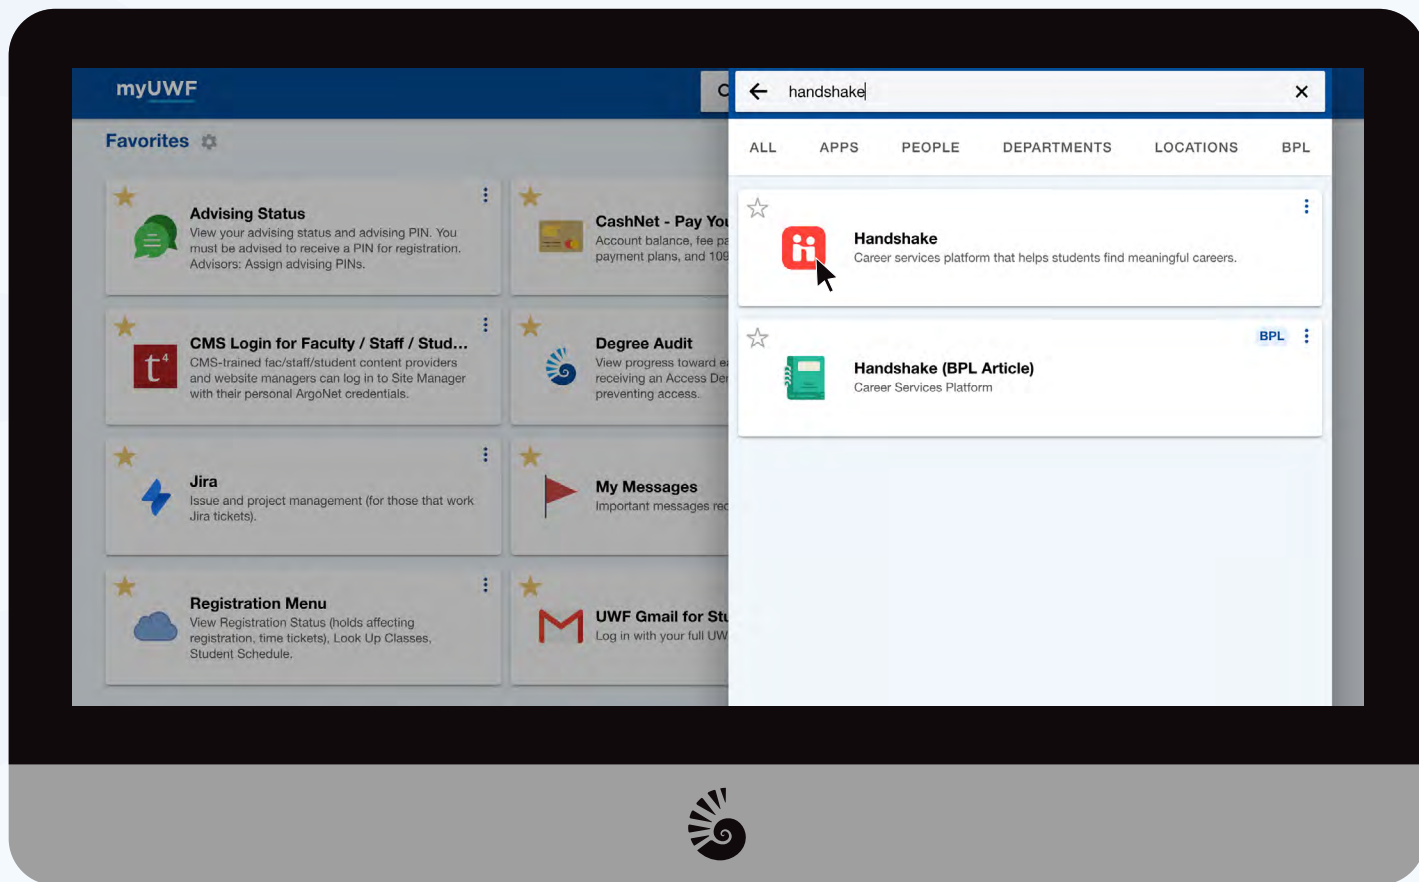 myUWF
handshake
Favorites
ALL APPS PEOPLE DEPARTMENTS LOCATIONS BPL
Advising Status
View your advising status and advising PIN. You
must be advised to receive a PIN for registration.
Advisors: Assign advising PINs.
CashNet - Pay You
Account balance, fee pa
payment plans, and 109
Handshake
Career services platform that helps students find meaningful careers.
CMS Login for Faculty / Staff / Stud...
CMS-trained fac/staff/student content providers
and website managers can log in to Site Manager
with their personal ArgoNet credentials.
t4
Degree Audit
View progress toward ea
receiving an Access Den
preventing access.
BPL
Handshake (BPL Article)
Career Services Platform
Jira
Issue and project management (for those that work
Jira tickets).
My Messages
Important messages rec
Registration Menu
View Registration Status (holds affecting
registration, time tickets), Look Up Classes,
Student Schedule.
UWF Gmail for Stu
Log in with your full UW